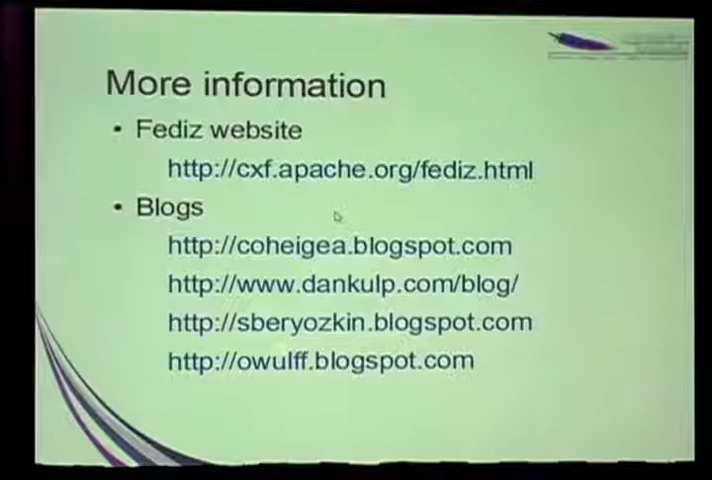 More information
• Fediz website
http://cxf.apache.org/fediz.html
• Blogs
http://coheigea.blogspot.com
http://www.dankulp.com/blog/
http://sberyozkin.blogspot.com
http://owulff.blogspot.com